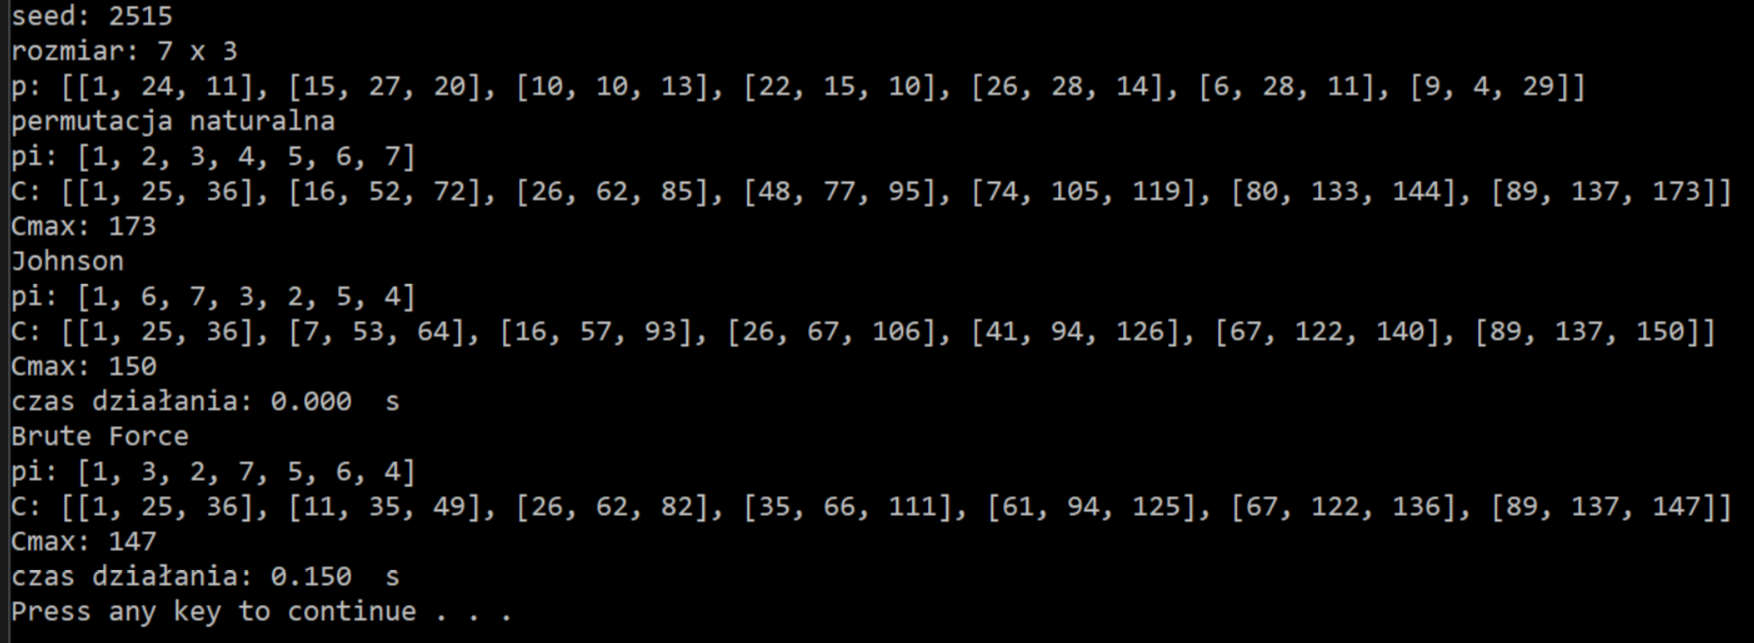 seed: 2515
rozmiar: 7 x 3
p: [[1, 24, 11], [15, 27, 20], [10, 10, 13], [22, 15, 10], [26, 28, 14], [6, 28, 11], [9, 4, 29]]
permutacja naturalna
pi: [1, 2, 3, 4, 5, 6, 7]
C: [[1, 25, 36], [16, 52, 72], [26, 62, 85], [48, 77, 95], [74, 105, 119], [80, 133, 144], [89, 137, 173]]
Cmax: 173
Johnson
pi: [1, 6, 7, 3, 2, 5, 4]
C: [[1, 25, 36], [7, 53, 64], [16, 57, 93], [26, 67, 106], [41, 94, 126], [67, 122, 140], [89, 137, 150]]
Cmax: 150
czas działania: 0.000  s
Brute Force
pi: [1, 3, 2, 7, 5, 6, 4]
C: [[1, 25, 36], [11, 35, 49], [26, 62, 82], [35, 66, 111], [61, 94, 125], [67, 122, 136], [89, 137, 147]]
Cmax: 147
czas działania: 0.150  s
Press any key to continue . . .